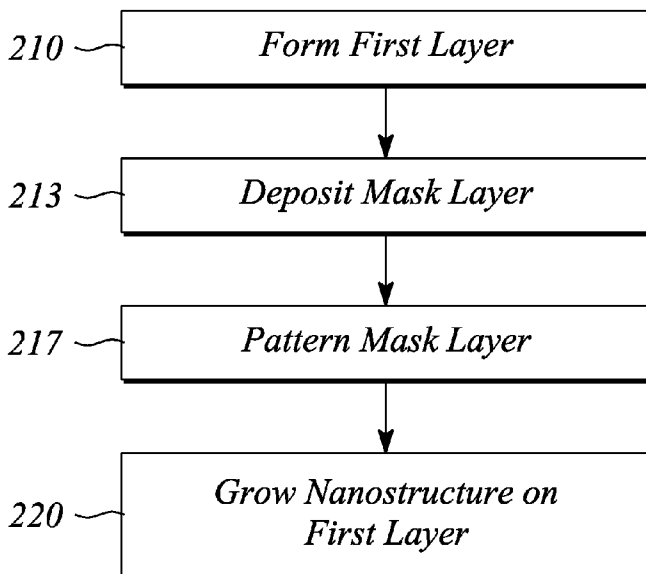 210
Form First Layer
213
Deposit Mask Layer
217
Pattern Mask Layer
220
Grow Nanostructure on
First Layer